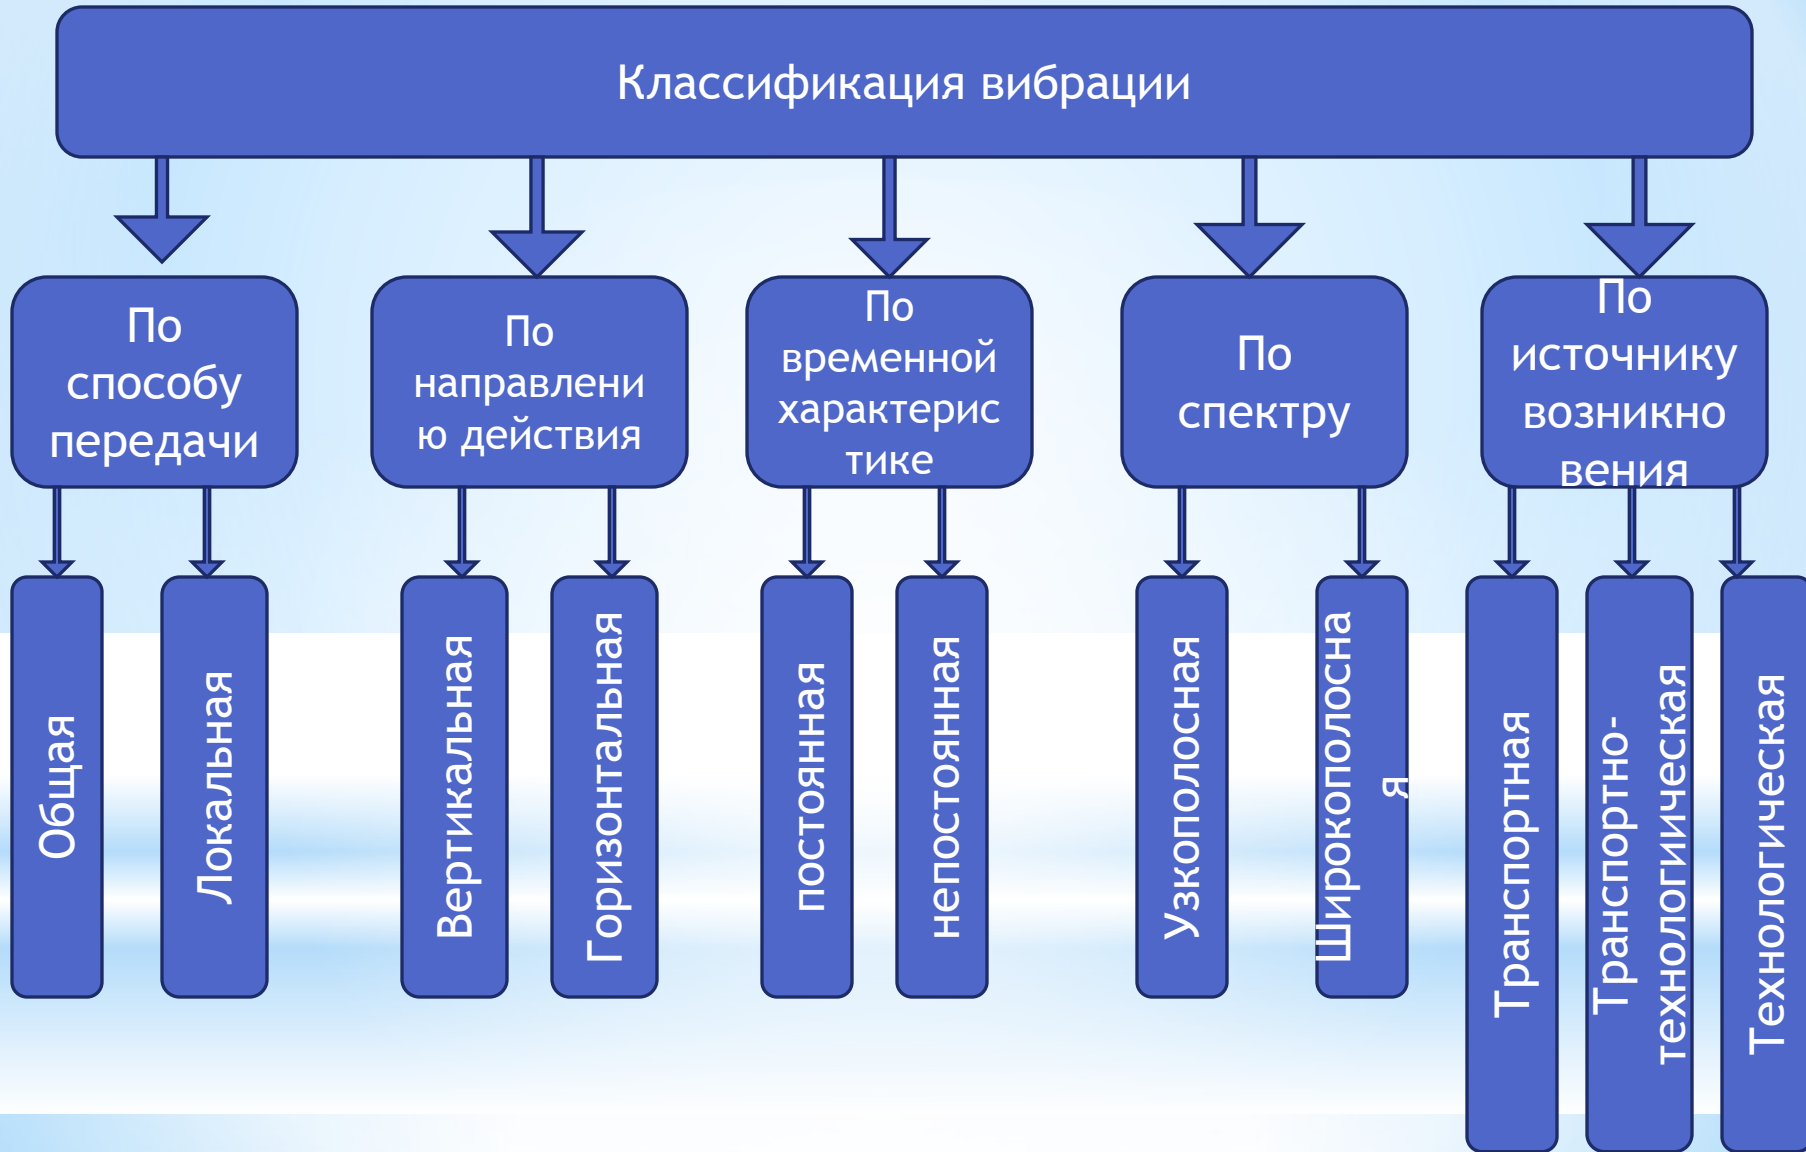 Классификация вибрации
По
способу
передачи
По
направлени
ю действия
По
временной
характерис
тике
По
спектру
По
источнику
возникно
вения
Общая
Локальная
Вертикальная
Горизонтальная
постоянная
непостоянная
Узкополосная
Широкополосна
я
Транспортная
Транспортно-
технологиическая
Технологическая